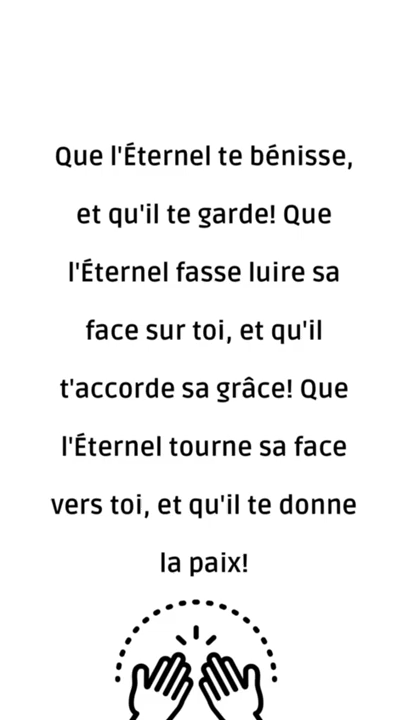 Que l'Éternel te bénisse,
et qu'il te garde! Que
l'Éternel fasse luire sa
face sur toi, et qu'il
t'accorde sa grâce! Que
l'Éternel tourne sa face
vers toi, et qu'il te donne
la paix!